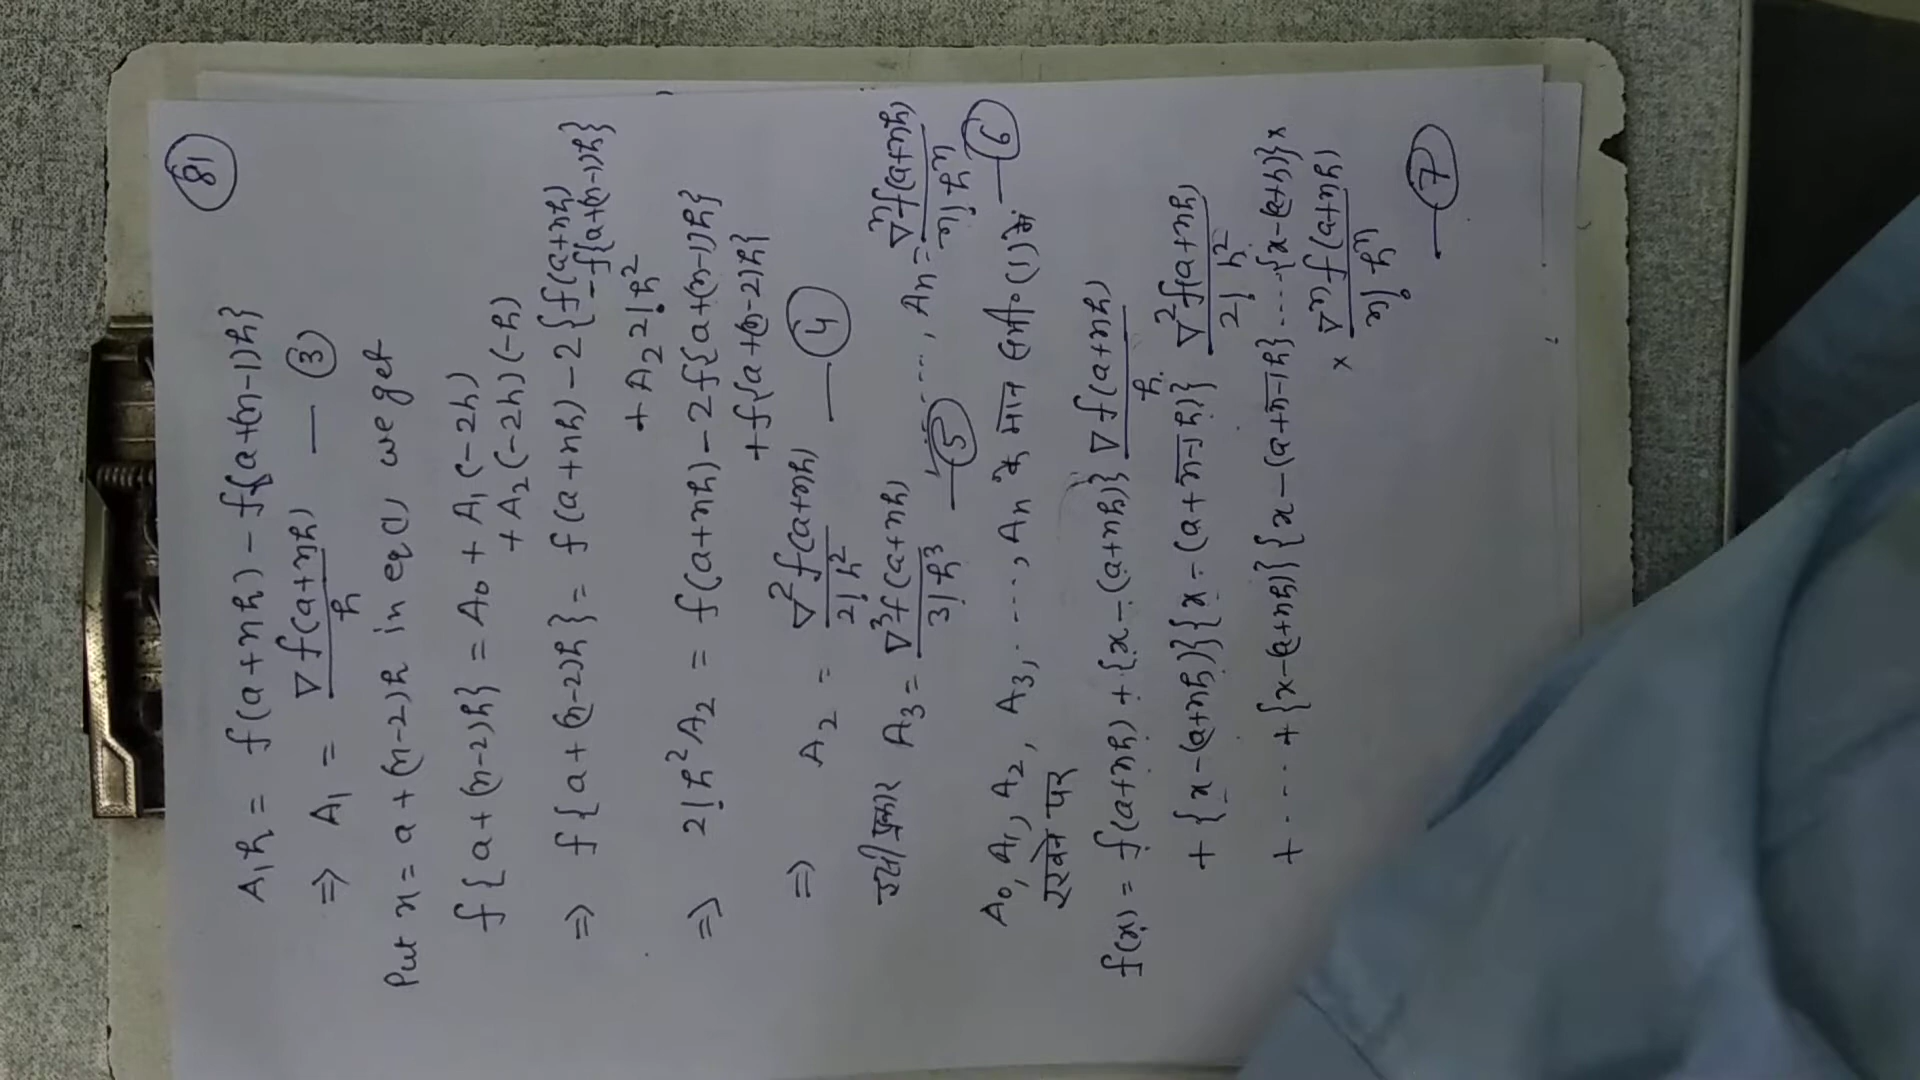 81
A₁h = f(a+nh) - f{a+(n-1)h}
⇒ A₁ = ∇f(a+nh)/h — (3)
Put x = a+(n-2)h in eq (1) we get
f{a+(n-2)h} = A₀ + A₁(-2h)
+ A₂(-2h)(-h)
⇒ f{a+(n-2)h} = f(a+nh) - 2{f(a+nh)
- f{a+(n-1)h}}
+ A₂ 2! h²
⇒ 2! h² A₂ = f(a+nh) - 2f{a+(n-1)h}
+ f{a+(n-2)h}
⇒ A₂ = ∇²f(a+nh)/2! h² — (4)
इसी प्रकार A₃ = ∇³f(a+nh)/3! h³ — (5) ....., Aₙ = ∇ⁿf(a+nh)/n! hⁿ — (6)
A₀, A₁, A₂, A₃, ...., Aₙ के मान समी० (1) में
रखने पर
f(x) = f(a+nh) + {x-(a+nh)} ∇f(a+nh)/h
+ {x-(a+nh)}{x-(a+n-1h)} ∇²f(a+nh)/2! h²
+ .... + {x-(a+nh)}{x-(a+n-1h} ....{x-(a+h)}×
× ∇ⁿf(a+nh)/n! hⁿ
— (7)